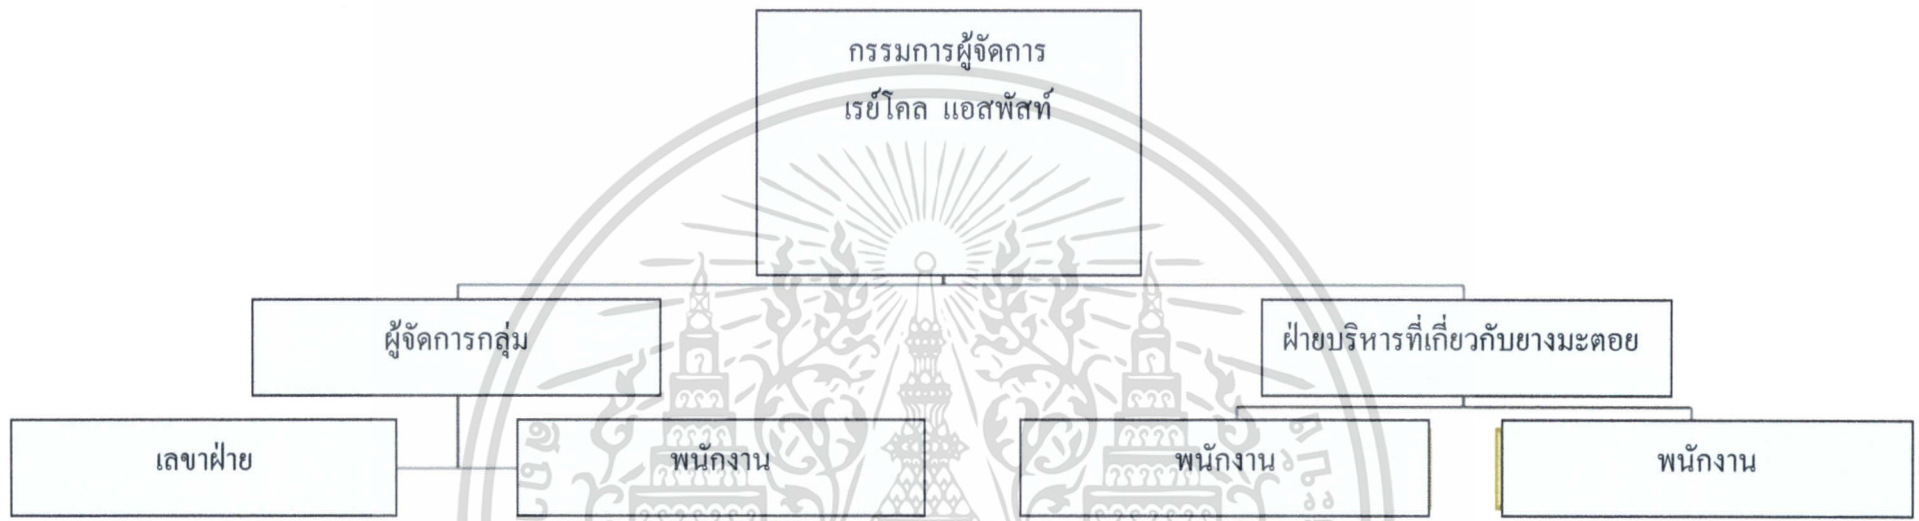 กรรมการผู้จัดการ
เรย์โคล แอสพัสท์
ผู้จัดการกลุ่ม
ฝ่ายบริหารที่เกี่ยวกับยางมะตอย
เลขาฝ่าย
พนักงาน
พนักงาน
พนักงาน